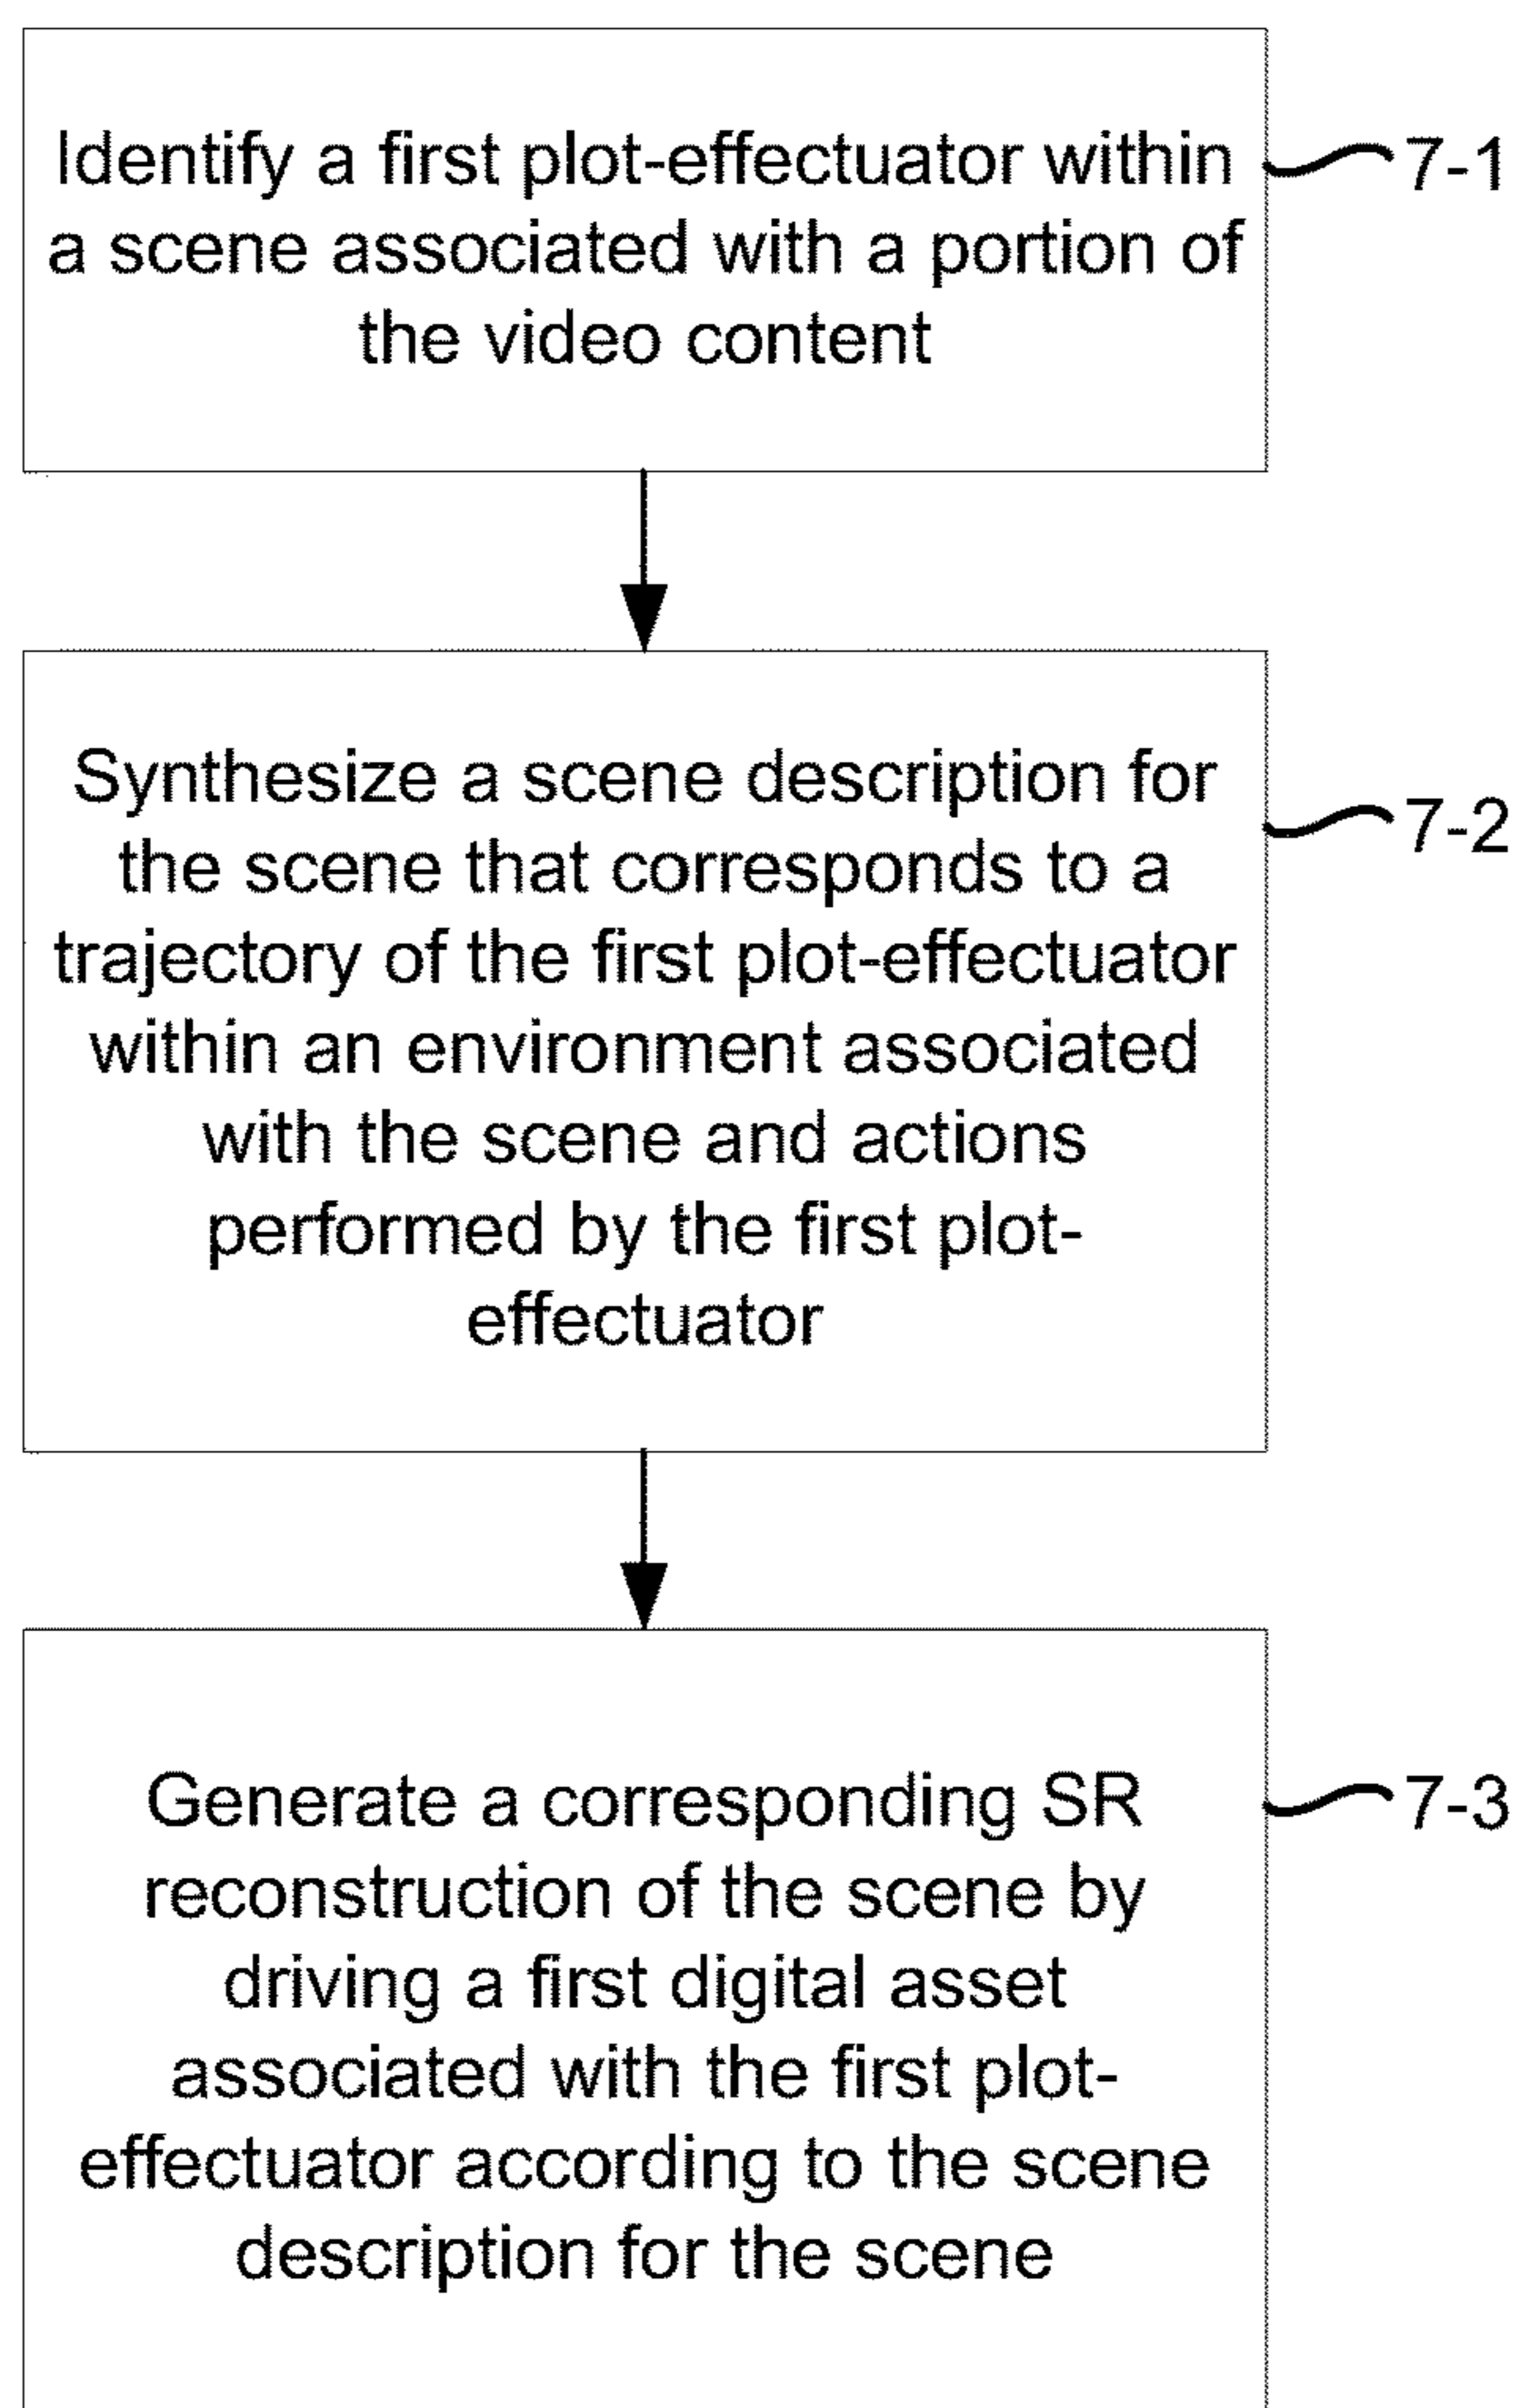 Identify a first plot-effectuator within
a scene associated with a portion of
the video content
7-1
Synthesize a scene description for
the scene that corresponds to a
trajectory of the first plot-effectuator
within an environment associated
with the scene and actions
performed by the first plot-
effectuator
7-2
Generate a corresponding SR
reconstruction of the scene by
driving a first digital asset
associated with the first plot-
effectuator according to the scene
description for the scene
7-3